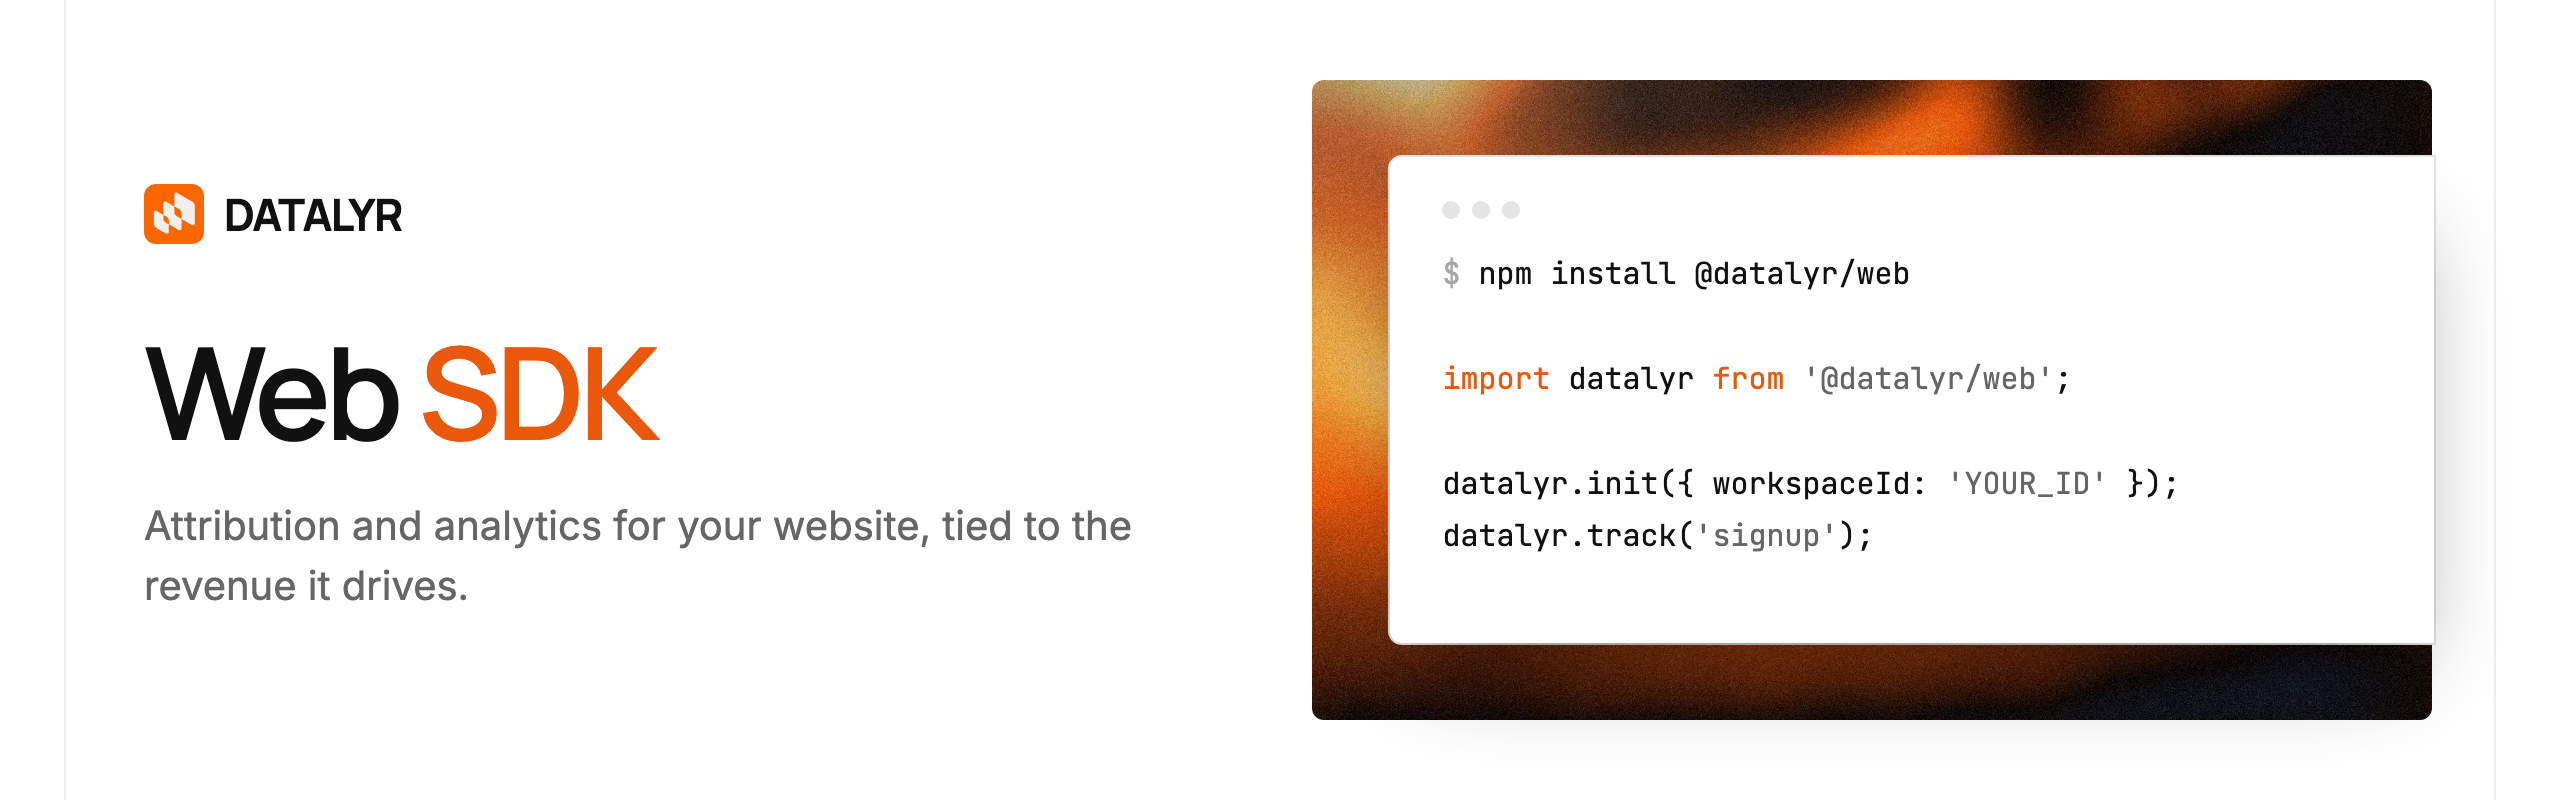 DATALYR
Web SDK
Attribution and analytics for your website, tied to the
revenue it drives.
$ npm install @datalyr/web
import datalyr from '@datalyr/web';
datalyr.init({ workspaceId: 'YOUR_ID' });
datalyr.track('signup');